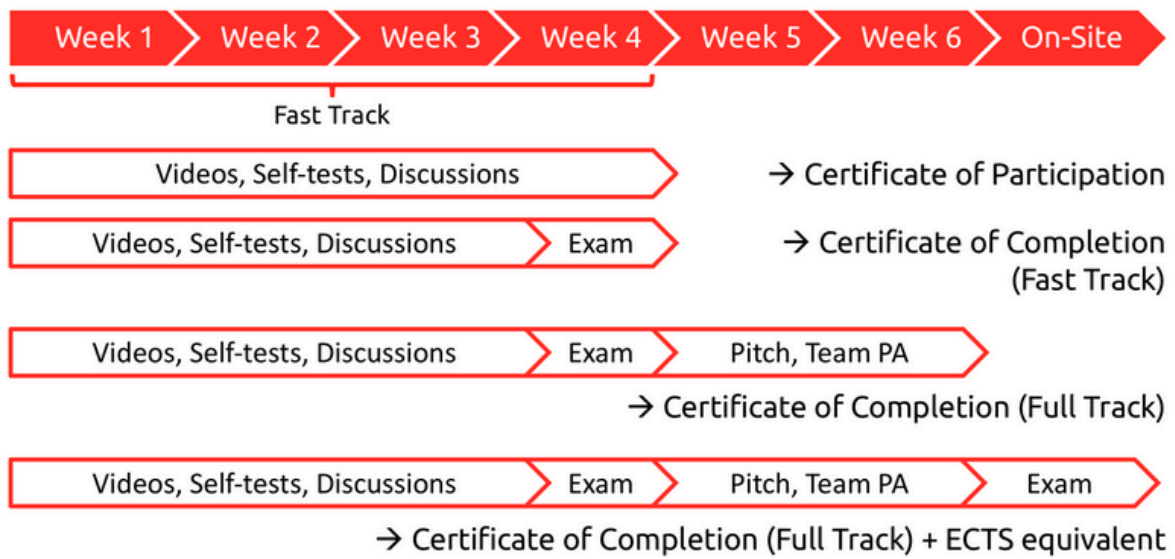 Week 1 Week 2 Week 3 Week 4 Week 5 Week 6 On-Site
Fast Track
Videos, Self-tests, Discussions → Certificate of Participation
Videos, Self-tests, Discussions Exam → Certificate of Completion
(Fast Track)
Videos, Self-tests, Discussions Exam Pitch, Team PA
→ Certificate of Completion (Full Track)
Videos, Self-tests, Discussions Exam Pitch, Team PA Exam
→ Certificate of Completion (Full Track) + ECTS equivalent